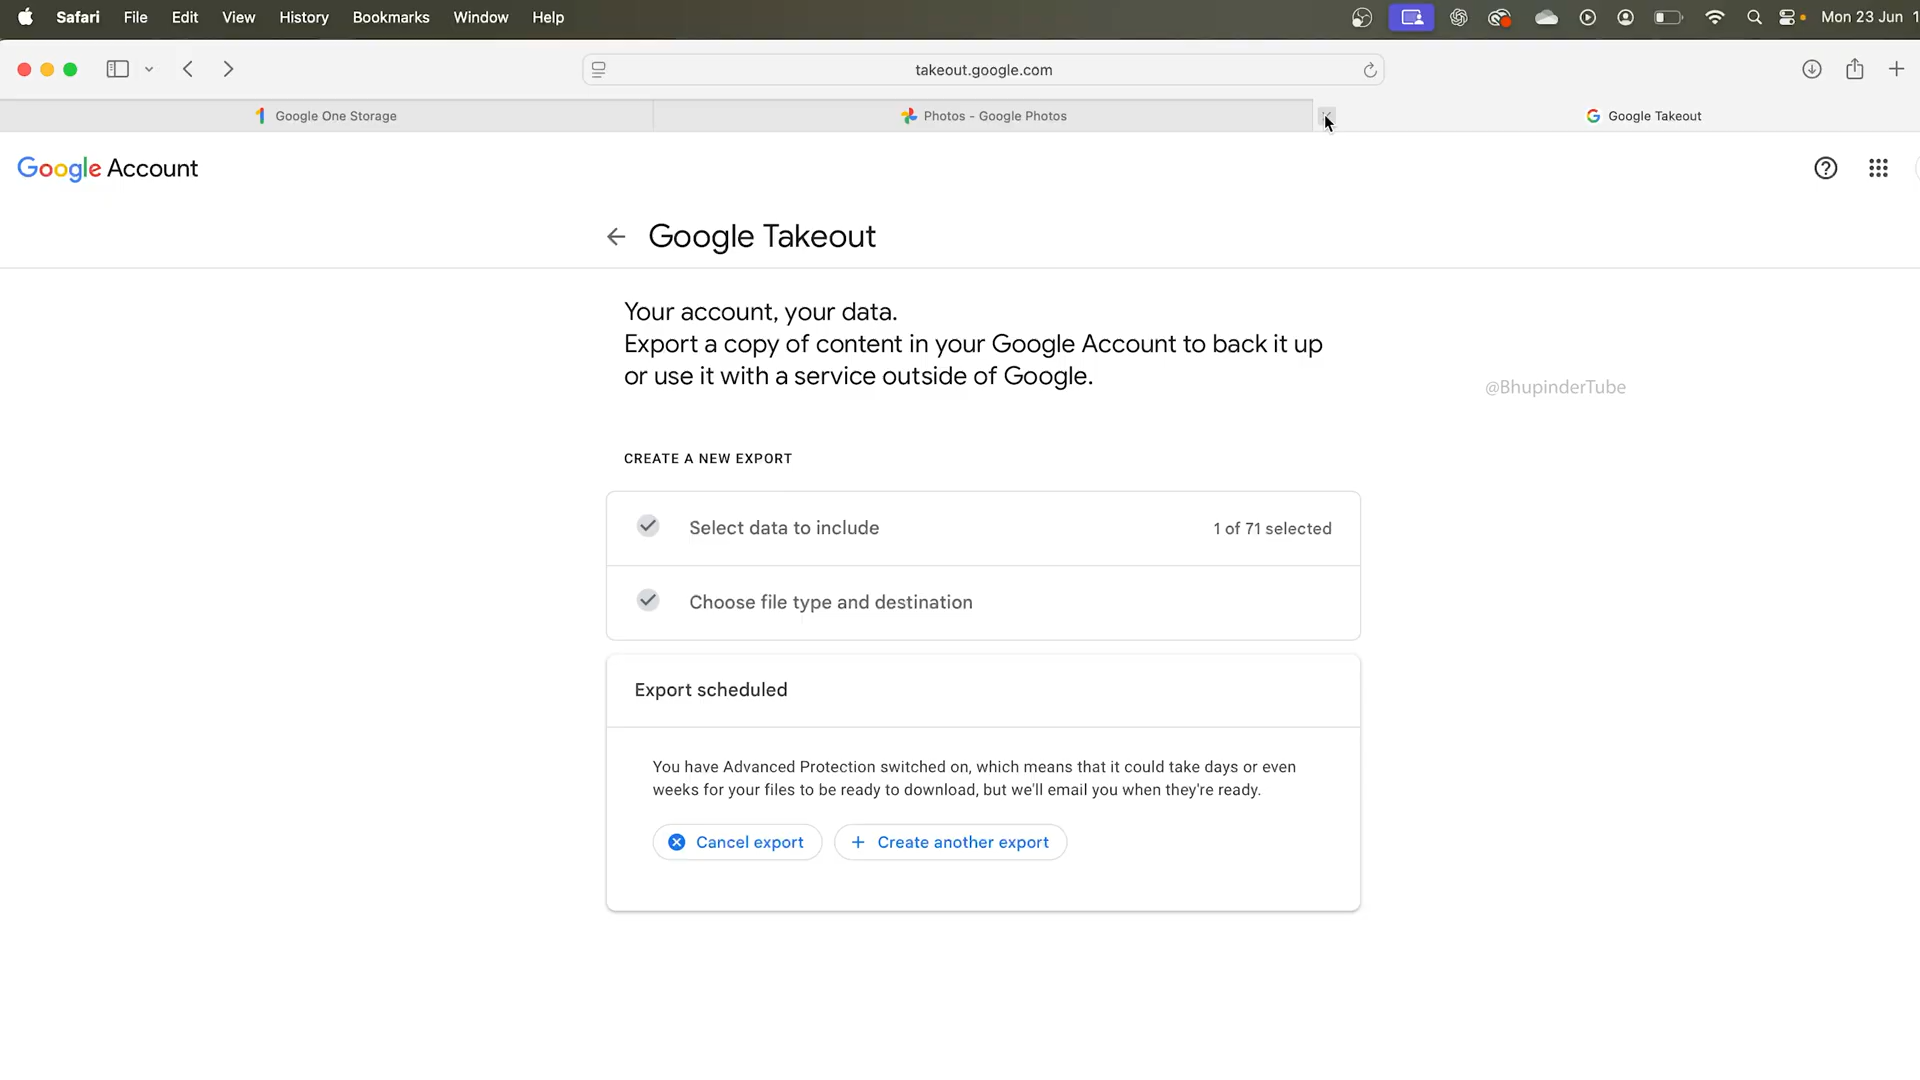 Safari File Edit View History Bookmarks Window Help Mon 23 Jun 1
takeout.google.com
Google One Storage Photos - Google Photos Google Takeout
Google Account
Google Takeout
Your account, your data.
Export a copy of content in your Google Account to back it up
or use it with a service outside of Google.
@BhupinderTube
CREATE A NEW EXPORT
Select data to include 1 of 71 selected
Choose file type and destination
Export scheduled
You have Advanced Protection switched on, which means that it could take days or even
weeks for your files to be ready to download, but we'll email you when they're ready.
Cancel export + Create another export